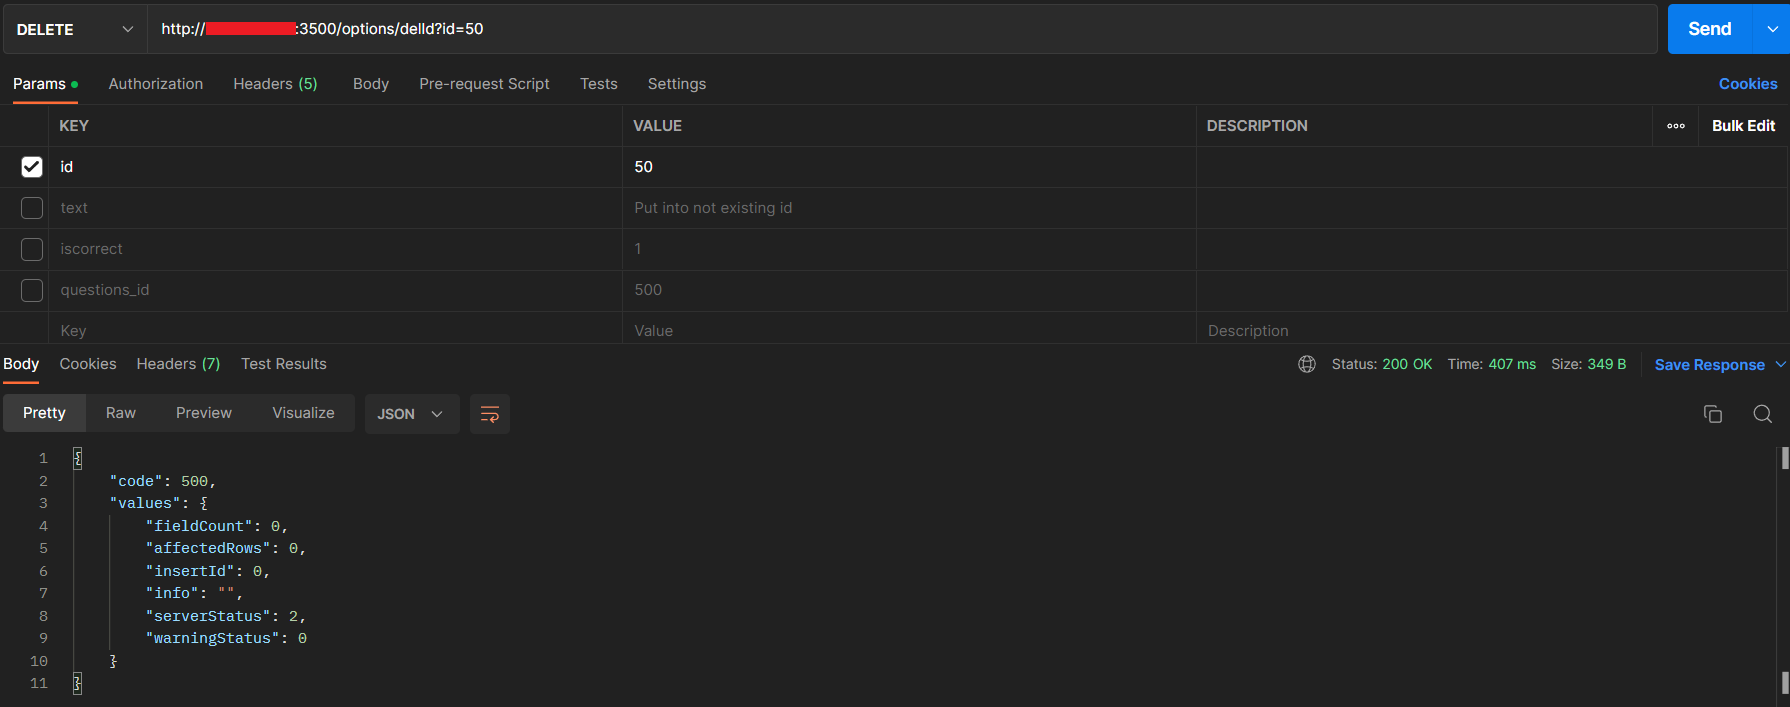 DELETE http:// :3500/options/delId?id=50 Send
Params Authorization Headers (5) Body Pre-request Script Tests Settings Cookies
KEY VALUE DESCRIPTION ooo Bulk Edit
id 50
text Put into not existing id
iscorrect 1
questions_id 500
Key Value Description
Body Cookies Headers (7) Test Results Status: 200 OK Time: 407 ms Size: 349 B Save Response
Pretty Raw Preview Visualize JSON
1 {
2 "code": 500,
3 "values": {
4 "fieldCount": 0,
5 "affectedRows": 0,
6 "insertId": 0,
7 "info": "",
8 "serverStatus": 2,
9 "warningStatus": 0
10 }
11 }